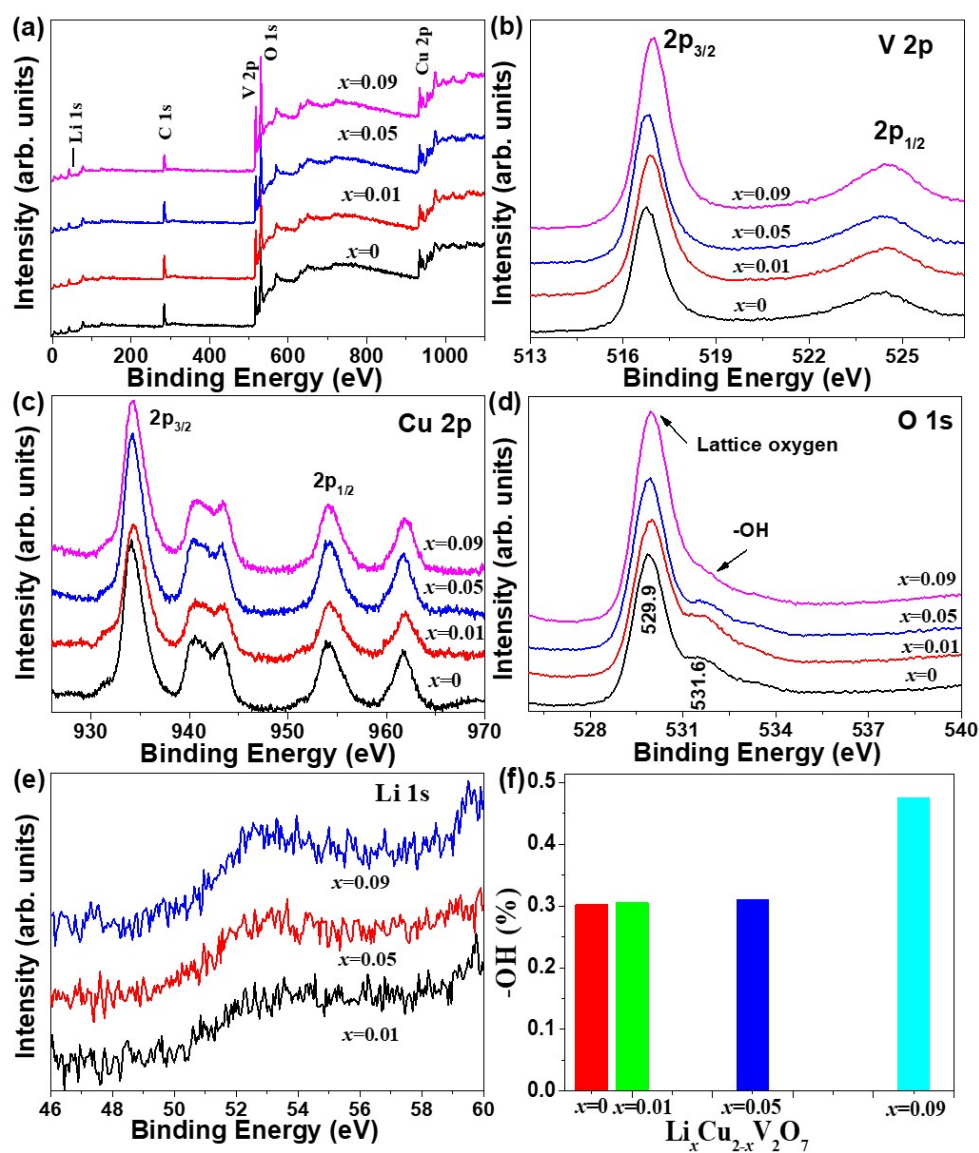 (a)
Intensity (arb. units)
Li 1s
C 1s
V 2p
O 1s
Cu 2p
x=0.09
x=0.05
x=0.01
x=0
0 200 400 600 800 1000
Binding Energy (eV)
(b)
Intensity (arb. units)
2p3/2
V 2p
2p1/2
x=0.09
x=0.05
x=0.01
x=0
513 516 519 522 525
Binding Energy (eV)
(c)
Intensity (arb. units)
2p3/2
Cu 2p
2p1/2
x=0.09
x=0.05
x=0.01
x=0
930 940 950 960 970
Binding Energy (eV)
(d)
Intensity (arb. units)
O 1s
Lattice oxygen
-OH
529.9
531.6
x=0.09
x=0.05
x=0.01
x=0
528 531 534 537 540
Binding Energy (eV)
(e)
Intensity (arb. units)
Li 1s
x=0.09
x=0.05
x=0.01
46 48 50 52 54 56 58 60
Binding Energy (eV)
(f)
-OH (%)
0.5
0.4
0.3
0.2
0.1
0.0
x=0 x=0.01 x=0.05 x=0.09
LixCu2-xV2O7